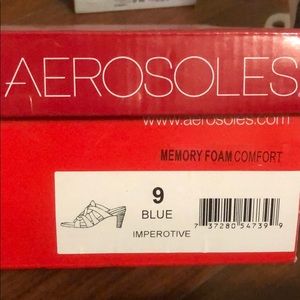 AEROSOLES
www.aerosoles.com
MEMORY FOAM COMFORT
9
BLUE
IMPEROTIVE
7 37280 54739 9